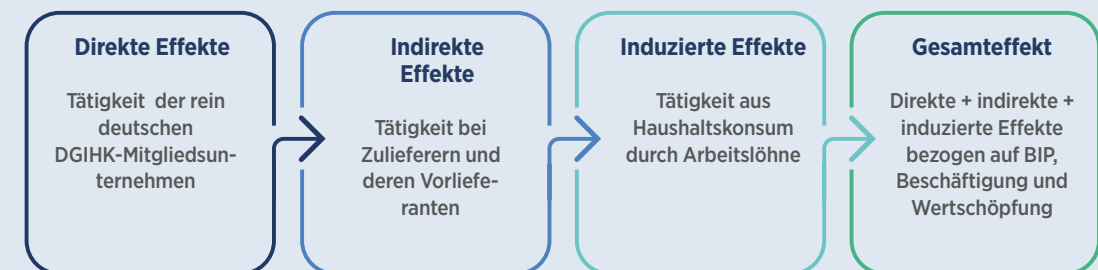 Direkte Effekte
Tätigkeit der rein
deutschen
DGIHK-Mitgliedsun-
ternehmen
Indirekte
Effekte
Tätigkeit bei
Zulieferern und
deren Vorliefe-
ranten
Induzierte Effekte
Tätigkeit aus
Haushaltskonsum
durch Arbeitslöhne
Gesamteffekt
Direkte + indirekte +
induzierte Effekte
bezogen auf BIP,
Beschäftigung und
Wertschöpfung